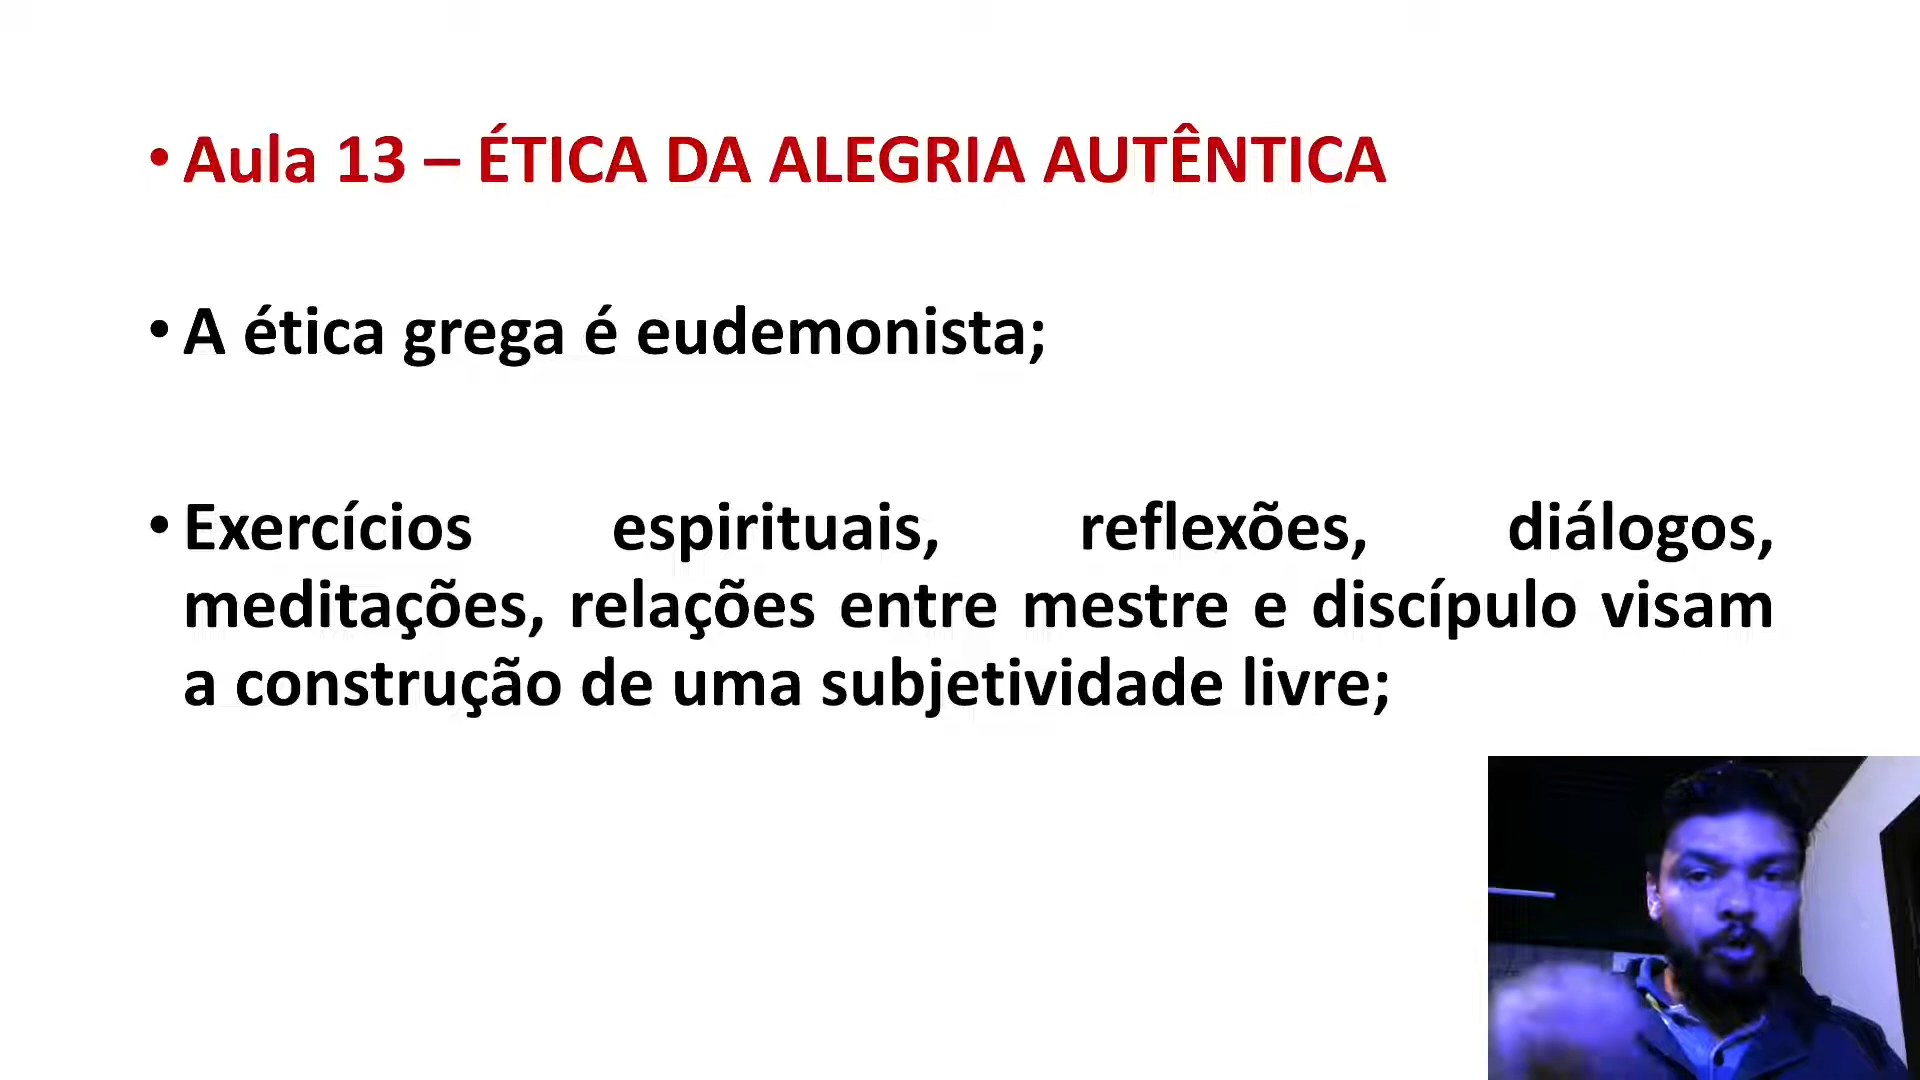 • Aula 13 – ÉTICA DA ALEGRIA AUTÊNTICA
• A ética grega é eudemonista;
• Exercícios espirituais, reflexões, diálogos,
meditações, relações entre mestre e discípulo visam
a construção de uma subjetividade livre;